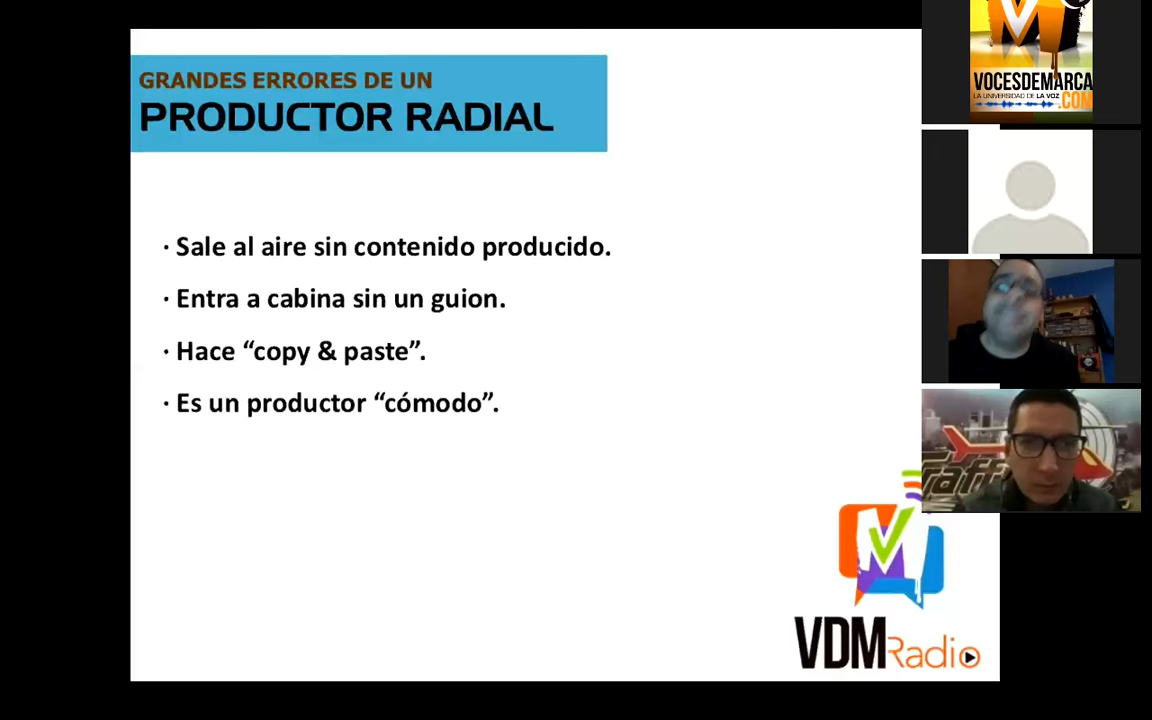 GRANDES ERRORES DE UN
PRODUCTOR RADIAL
· Sale al aire sin contenido producido.
· Entra a cabina sin un guion.
· Hace “copy & paste”.
· Es un productor “cómodo”.
VDMRadio
VOCESDEMARCA
LA UNIVERSIDAD DE LA VOZ .COM
Traff